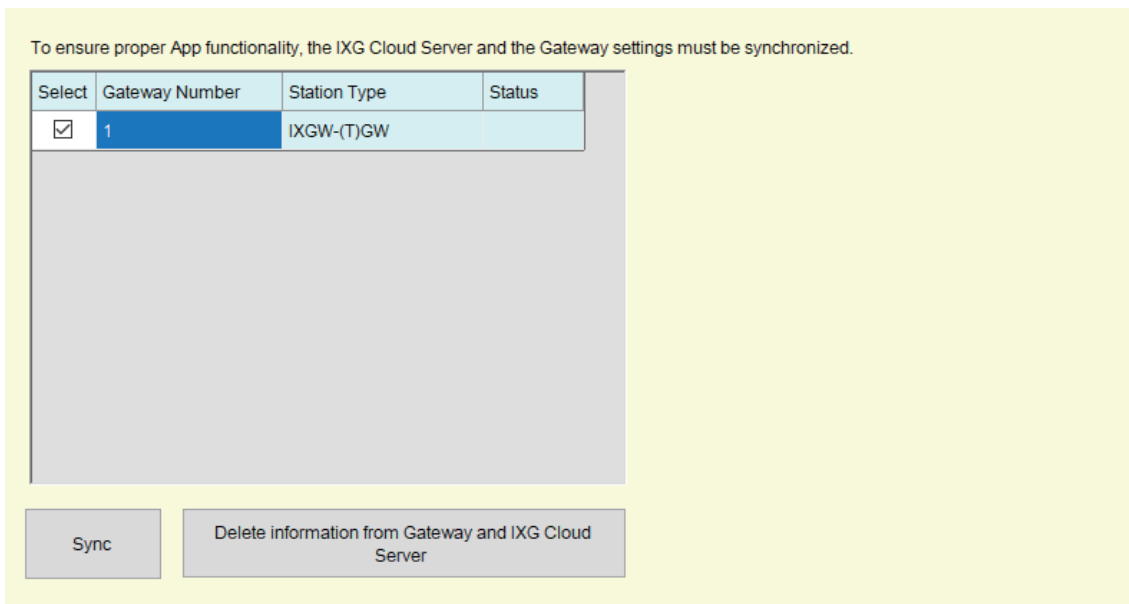 To ensure proper App functionality, the IXG Cloud Server and the Gateway settings must be synchronized.
Select Gateway Number Station Type Status
1 IXGW-(T)GW
Sync
Delete information from Gateway and IXG Cloud
Server